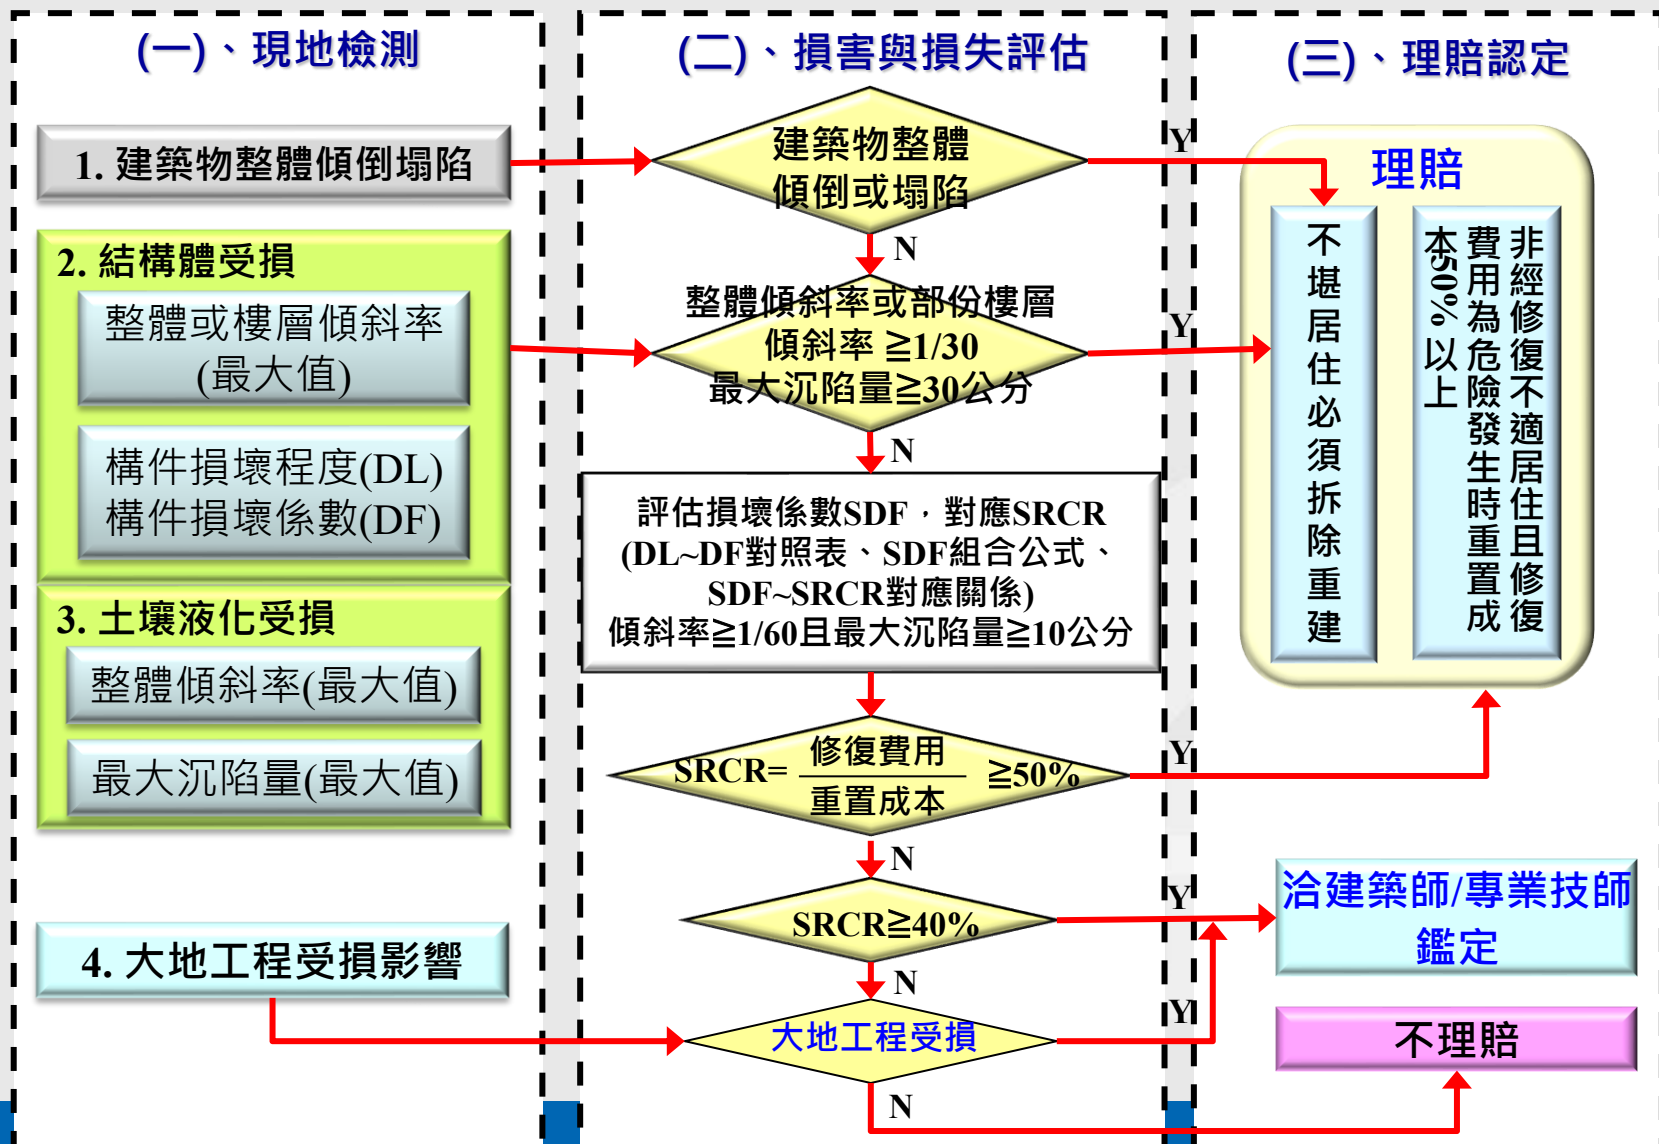 (一)、現地檢測
1. 建築物整體傾倒塌陷
2. 結構體受損
整體或樓層傾斜率
(最大值)
構件損壞程度(DL)
構件損壞係數(DF)
3. 土壤液化受損
整體傾斜率(最大值)
最大沉陷量(最大值)
4. 大地工程受損影響
(二)、損害與損失評估
建築物整體
傾倒或塌陷
Y
N
整體傾斜率或部份樓層
傾斜率 ≧1/30
最大沉陷量≧30公分
Y
N
評估損壞係數SDF，對應SRCR
(DL~DF對照表、SDF組合公式、
SDF~SRCR對應關係)
傾斜率≧1/60且最大沉陷量≧10公分
SRCR= 修復費用
重置成本
≧50%
Y
N
SRCR≧40%
Y
N
大地工程受損
Y
N
(三)、理賠認定
理賠
不堪居住必須拆除重建
非經修復不適居住且修復
費用為危險發生時重置成
本50%以上
洽建築師/專業技師
鑑定
不理賠